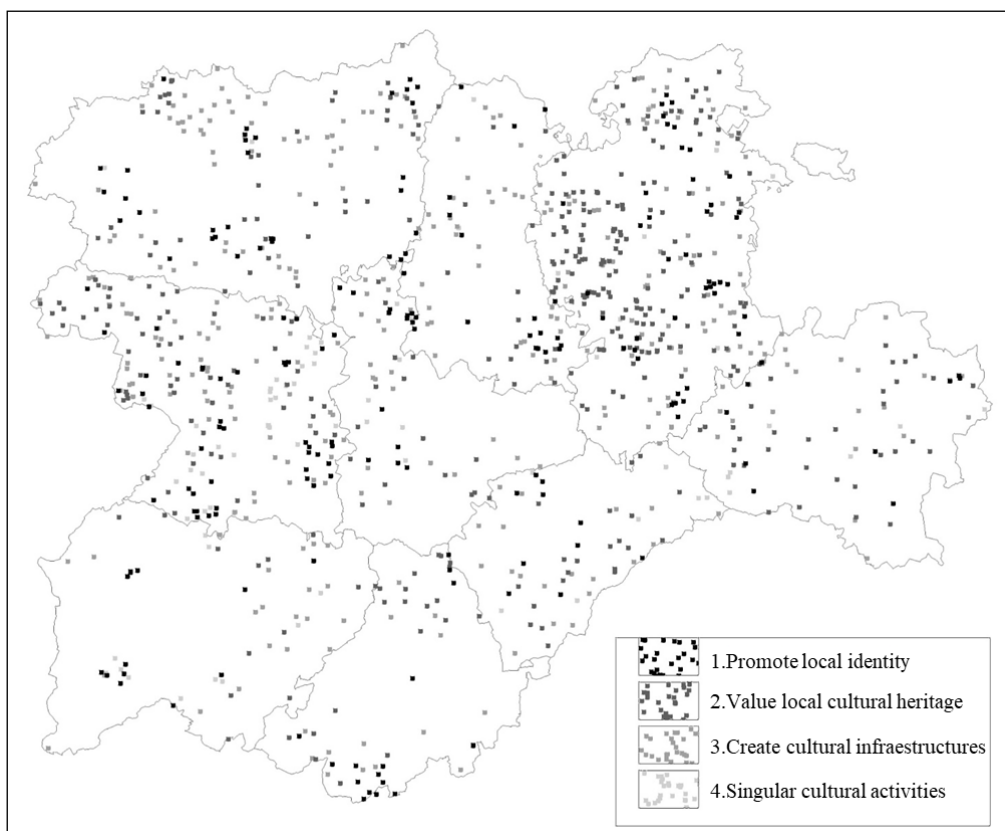 1.Promote local identity
2.Value local cultural heritage
3.Create cultural infraestructures
4.Singular cultural activities